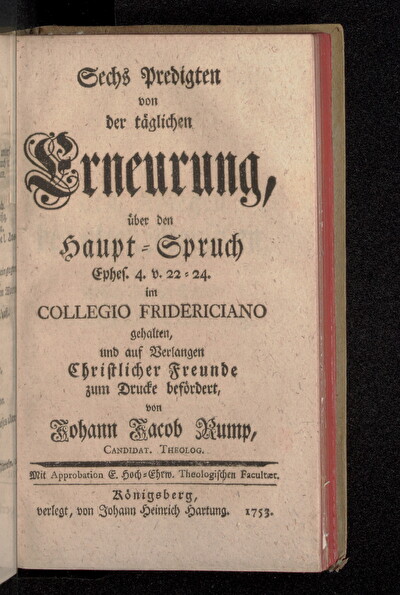 Sechs Predigten
von
der täglichen
Erneurung,
über den
Haupt-Spruch
Ephes. 4. v. 22-24.
im
COLLEGIO FRIDERICIANO
gehalten,
und auf Verlangen
Christlicher Freunde
zum Drucke befördert,
von
Johann Jacob Rump,
CANDIDAT. THEOLOG.
Mit Approbation E. Hoch-Ehrw. Theologischen Facultæt.
Königsberg,
verlegt, von Johann Heinrich Hartung. 1753.